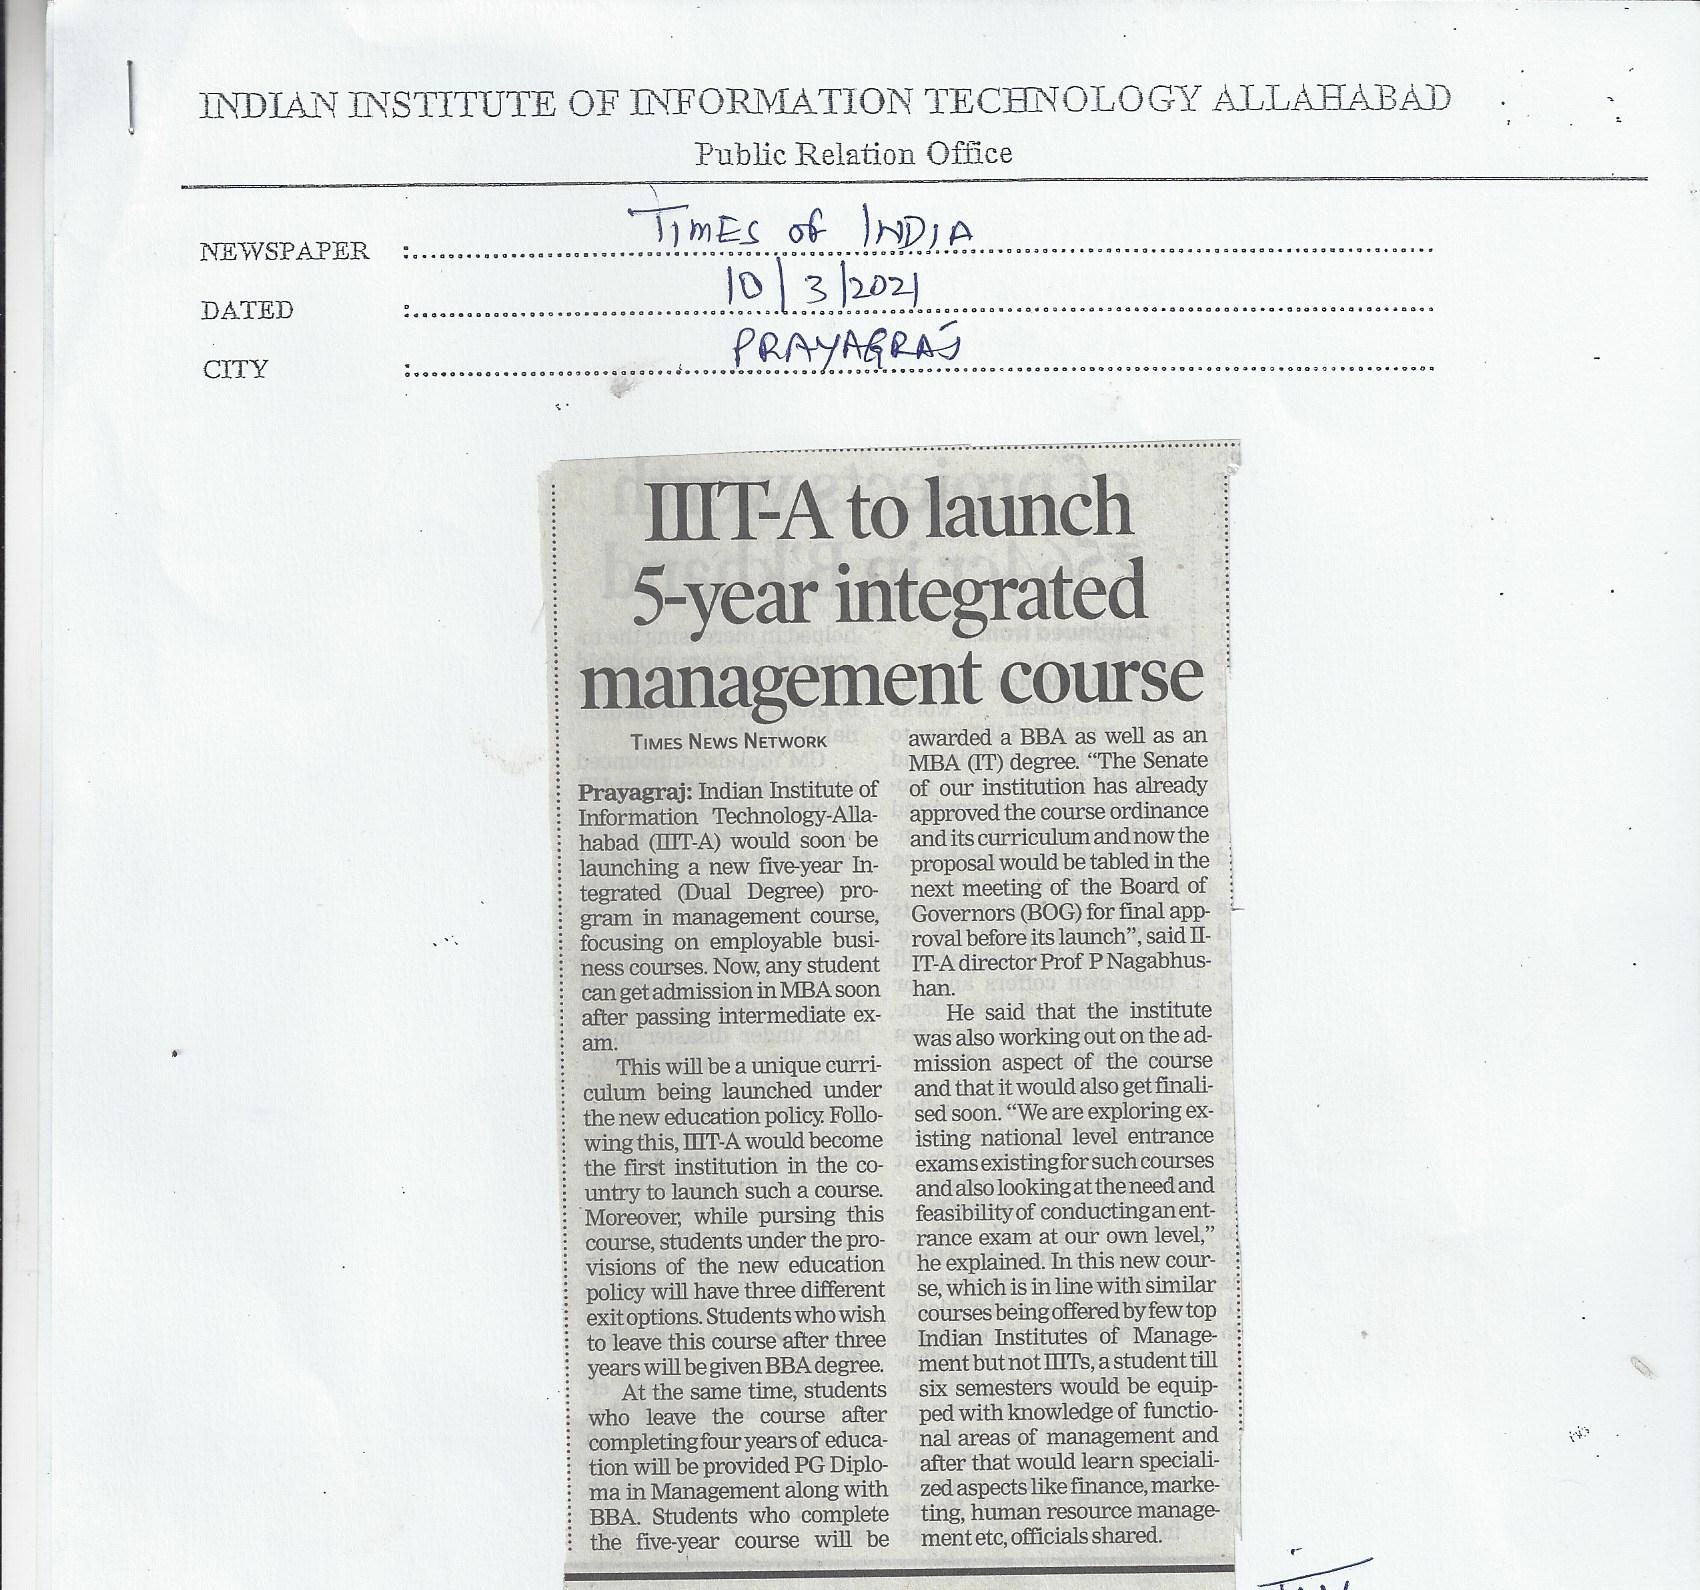 INDIAN INSTITUTE OF INFORMATION TECHNOLOGY ALLAHABAD
Public Relation Office
NEWSPAPER :.......... TIMES of INDIA
DATED :.......... 10/3/2021
CITY :.......... PRAYAGRAJ
IIIT-A to launch
5-year integrated
management course
TIMES NEWS NETWORK
Prayagraj: Indian Institute of
Information Technology-Alla-
habad (IIIT-A) would soon be
launching a new five-year In-
tegrated (Dual Degree) pro-
gram in management course,
focusing on employable busi-
ness courses. Now, any student
can get admission in MBA soon
after passing intermediate ex-
am.
This will be a unique curri-
culum being launched under
the new education policy. Follo-
wing this, IIIT-A would become
the first institution in the co-
untry to launch such a course.
Moreover, while pursing this
course, students under the pro-
visions of the new education
policy will have three different
exit options. Students who wish
to leave this course after three
years will be given BBA degree.
At the same time, students
who leave the course after
completing four years of educa-
tion will be provided PG Diplo-
ma in Management along with
BBA. Students who complete
the five-year course will be
awarded a BBA as well as an
MBA (IT) degree. “The Senate
of our institution has already
approved the course ordinance
and its curriculum and now the
proposal would be tabled in the
next meeting of the Board of
Governors (BOG) for final app-
roval before its launch”, said II-
IT-A director Prof P Nagabhus-
han.
He said that the institute
was also working out on the ad-
mission aspect of the course
and that it would also get finali-
sed soon. “We are exploring ex-
isting national level entrance
exams existing for such courses
and also looking at the need and
feasibility of conducting an ent-
rance exam at our own level,”
he explained. In this new cour-
se, which is in line with similar
courses being offered by few top
Indian Institutes of Manage-
ment but not IIITs, a student till
six semesters would be equip-
ped with knowledge of functio-
nal areas of management and
after that would learn speciali-
zed aspects like finance, marke-
ting, human resource manage-
ment etc, officials shared.